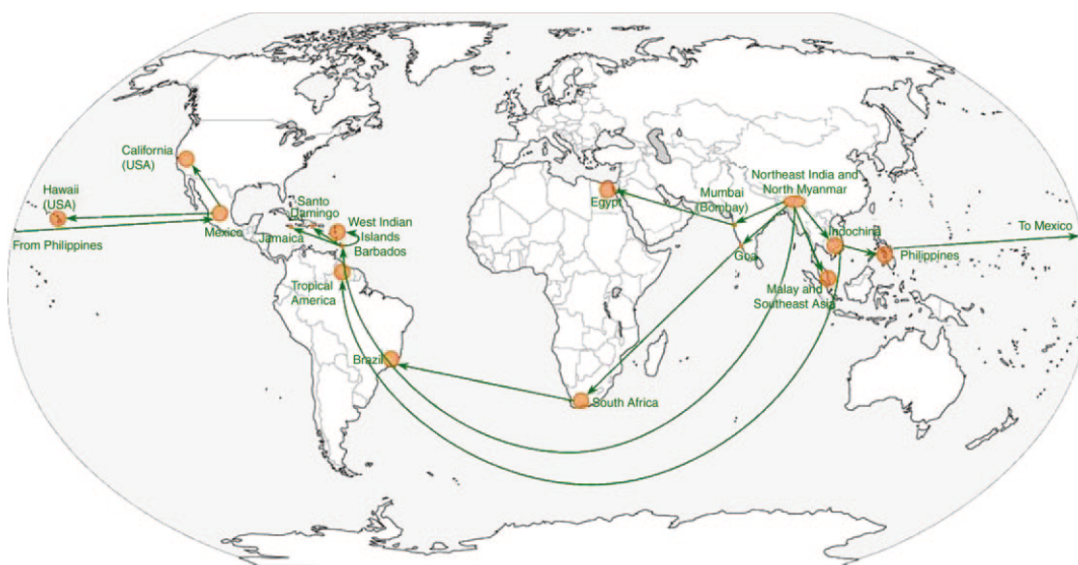 California
(USA)
Hawaii
(USA)
From Philippines
Mexico
Santo
Damingo
Jamaica
West Indian
Islands
Barbados
Tropical
America
Brazil
South Africa
Egypt
Mumbai
(Bombay)
Goa
Northeast India and
North Myanmar
Indochina
Philippines
Malay and
Southeast Asia
To Mexico